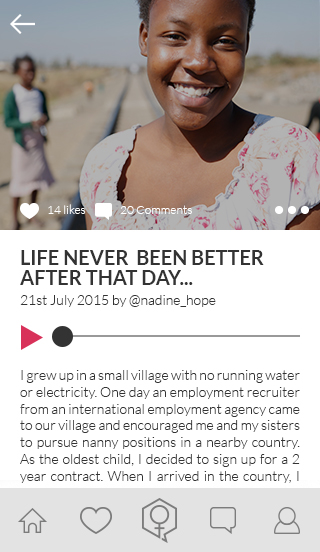 14 likes 20 Comments
LIFE NEVER BEEN BETTER
AFTER THAT DAY...
21st July 2015 by @nadine_hope
I grew up in a small village with no running water
or electricity. One day an employment recruiter
from an international employment agency came
to our village and encouraged me and my sisters
to pursue nanny positions in a nearby country.
As the oldest child, I decided to sign up for a 2
year contract. When I arrived in the country, I